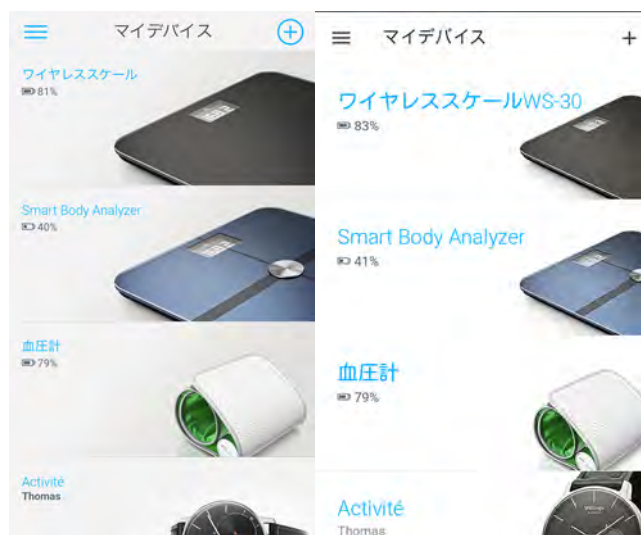 マイデバイス
ワイヤレススケール
81%
Smart Body Analyzer
40%
血圧計
79%
Activité
Thomas
マイデバイス
ワイヤレススケールWS-30
83%
Smart Body Analyzer
41%
血圧計
79%
Activité
Thomas